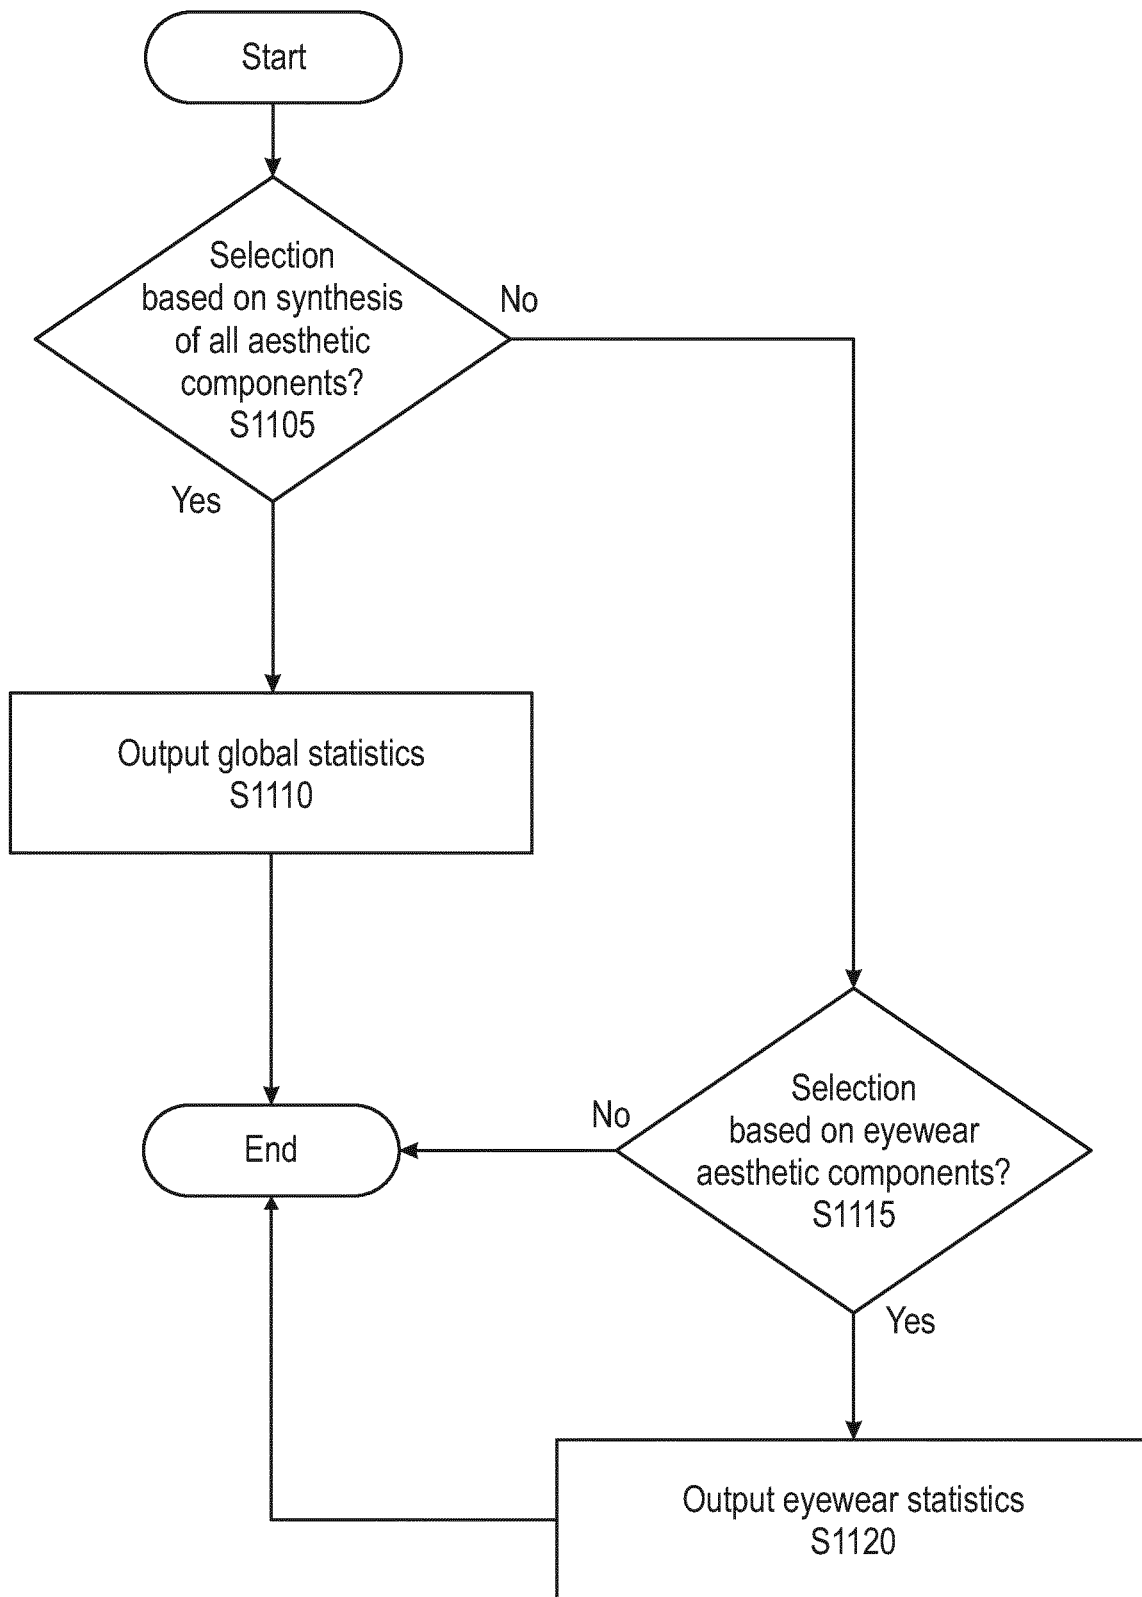 Start
Selection
based on synthesis
of all aesthetic
components?
S1105
No
Yes
Output global statistics
S1110
End
No
Selection
based on eyewear
aesthetic components?
S1115
Yes
Output eyewear statistics
S1120